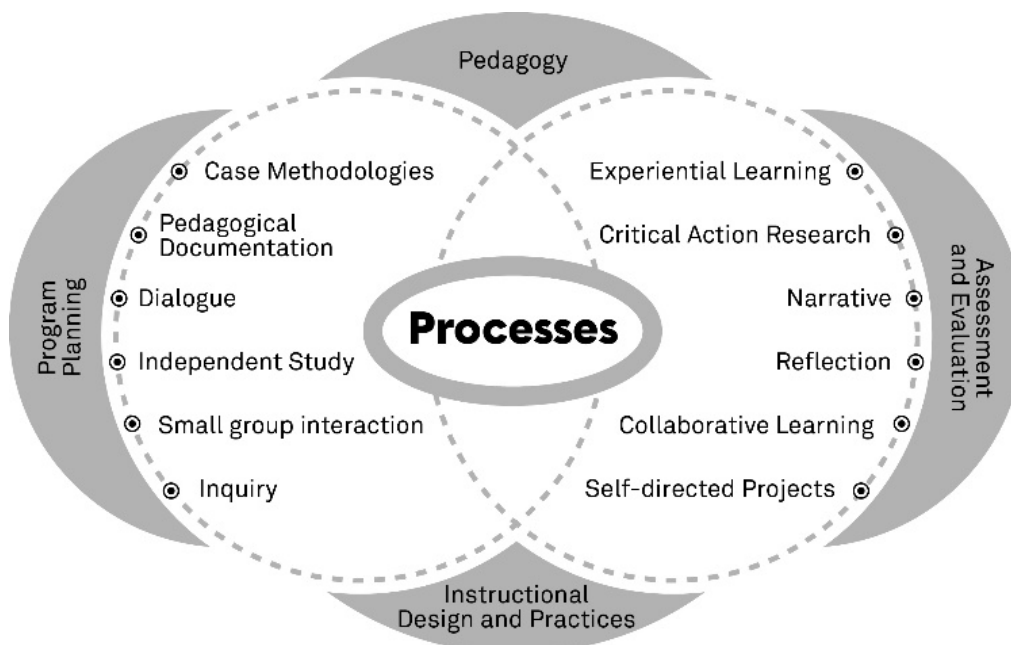 Pedagogy
Case Methodologies
Pedagogical
Documentation
Dialogue
Independent Study
Small group interaction
Inquiry
Program
Planning
Processes
Experiential Learning
Critical Action Research
Narrative
Reflection
Collaborative Learning
Self-directed Projects
Assessment
and Evaluation
Instructional
Design and Practices